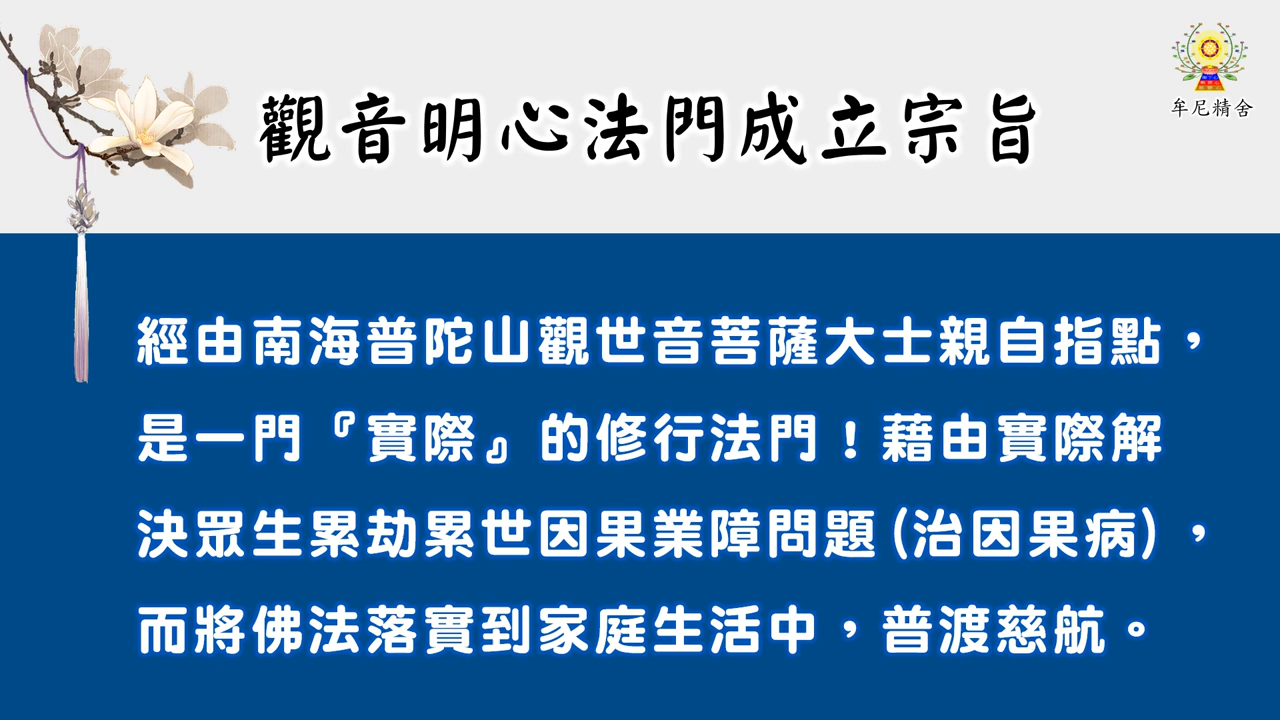 觀音明心法門成立宗旨
牟尼精舍
經由南海普陀山觀世音菩薩大士親自指點，
是一門『實際』的修行法門！藉由實際解
決眾生累劫累世因果業障問題(治因果病)，
而將佛法落實到家庭生活中，普渡慈航。